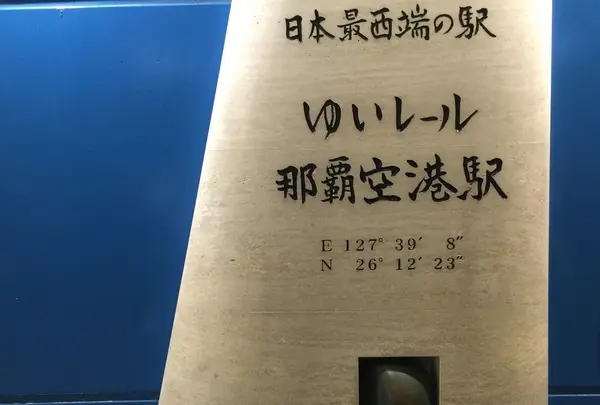 日本最西端の駅
ゆいレール
那覇空港駅
E 127° 39′ 8″
N 26° 12′ 23″